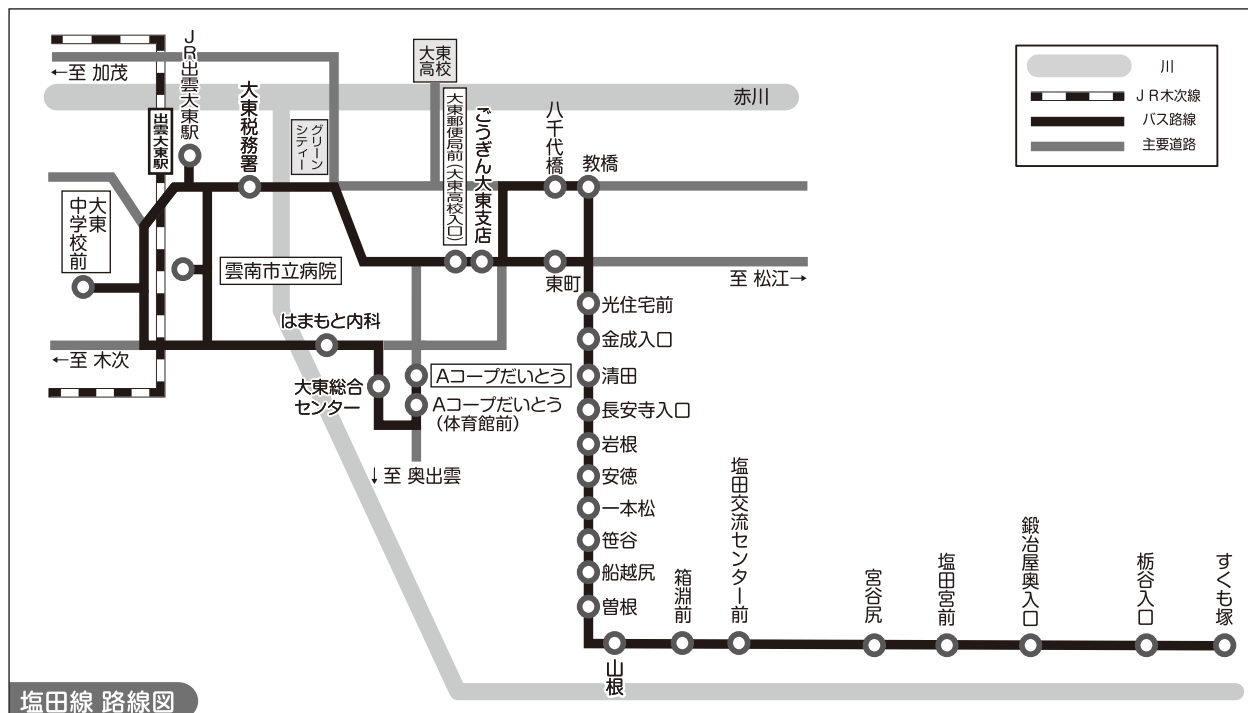 川
JR木次線
バス路線
主要道路
←至 加茂
JR出雲大東駅
出雲大東駅
大東税務署
グリーン
シティー
大東
高校
大東郵便局前(大東高校入口)
ごうぎん大東支店
八千代橋
教橋
赤川
大東
中学校前
雲南市立病院
東町
至 松江→
はまもと内科
←至 木次
大東総合
センター
Aコープだいとう
Aコープだいとう
(体育館前)
↓至 奥出雲
光住宅前
金成入口
清田
長安寺入口
岩根
安徳
一本松
笹谷
船越尻
曽根
山根
箱淵前
塩田交流センター前
宮谷尻
塩田宮前
鍛冶屋奥入口
栃谷入口
すくも塚
塩田線 路線図